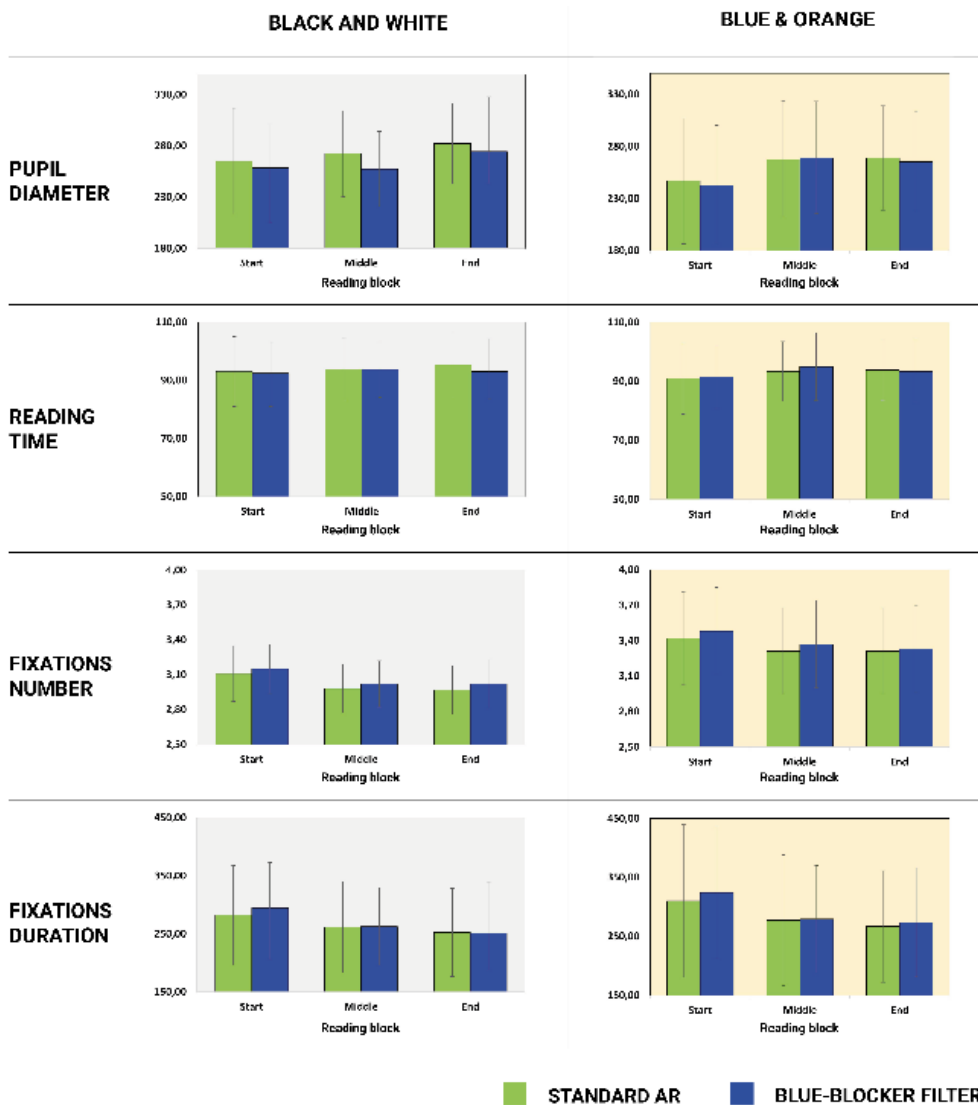 BLACK AND WHITE
BLUE & ORANGE
PUPIL
DIAMETER
330,00
280,00
230,00
180,00
Start
Middle
End
Reading block
330,00
280,00
230,00
180,00
Start
Middle
End
Reading block
READING
TIME
110,00
90,00
70,00
50,00
Start
Middle
End
Reading block
110,00
90,00
70,00
50,00
Start
Middle
End
Reading block
FIXATIONS
NUMBER
4,00
3,70
3,40
3,10
2,80
2,50
Start
Middle
End
Reading block
4,00
3,70
3,40
3,10
2,80
2,50
Start
Middle
End
Reading block
FIXATIONS
DURATION
450,00
350,00
250,00
150,00
Start
Middle
End
Reading block
450,00
350,00
250,00
150,00
Start
Middle
End
Reading block
STANDARD AR
BLUE-BLOCKER FILTER